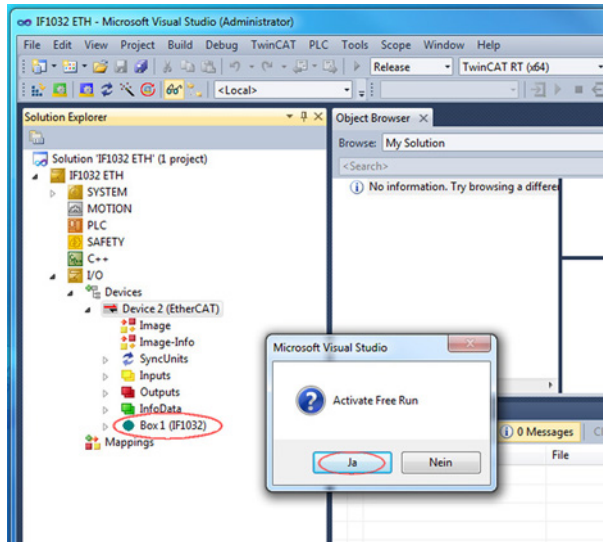 IF1032 ETH - Microsoft Visual Studio (Administrator)
File Edit View Project Build Debug TwinCAT PLC Tools Scope Window Help
Release TwinCAT RT (x64)
<Local>
Solution Explorer
Object Browser
Browse: My Solution
<Search>
No information. Try browsing a differe
Solution 'IF1032 ETH' (1 project)
IF1032 ETH
SYSTEM
MOTION
PLC
SAFETY
C++
I/O
Devices
Device 2 (EtherCAT)
Image
Image-Info
SyncUnits
Inputs
Outputs
InfoData
Box 1 (IF1032)
Mappings
Microsoft Visual Studio
Activate Free Run
Ja Nein
0 Messages
File